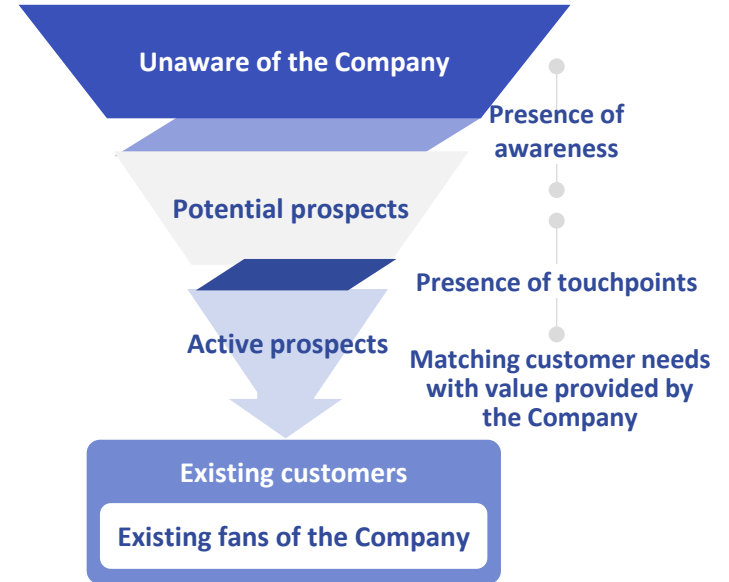 Unaware of the Company
Presence of
awareness
Potential prospects
Presence of touchpoints
Active prospects
Matching customer needs
with value provided by
the Company
Existing customers
Existing fans of the Company